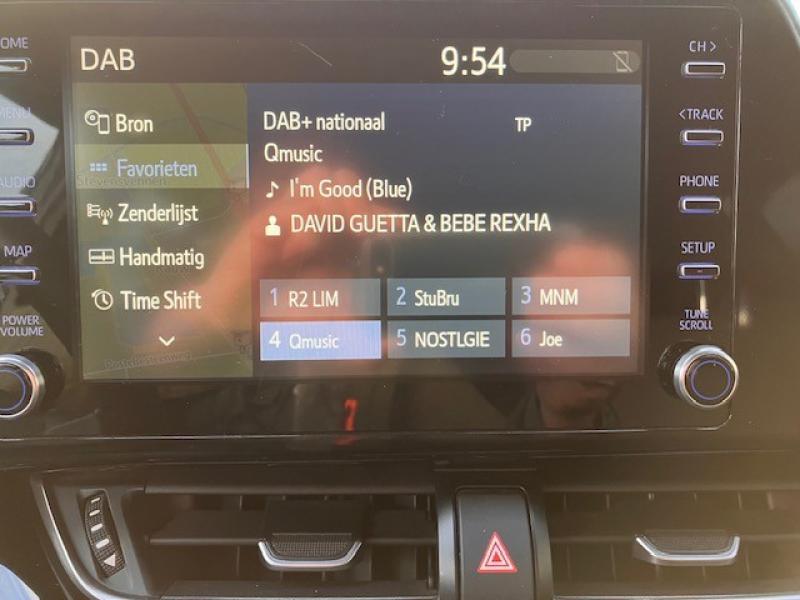 DAB 9:54
Bron
Favorieten
Zenderlijst
Handmatig
Time Shift
DAB+ nationaal TP
Qmusic
I'm Good (Blue)
DAVID GUETTA & BEBE REXHA
1 R2 LIM
2 StuBru
3 MNM
4 Qmusic
5 NOSTLGIE
6 Joe
HOME
MENU
AUDIO
MAP
POWER
VOLUME
CH >
< TRACK
PHONE
SETUP
TUNE
SCROLL